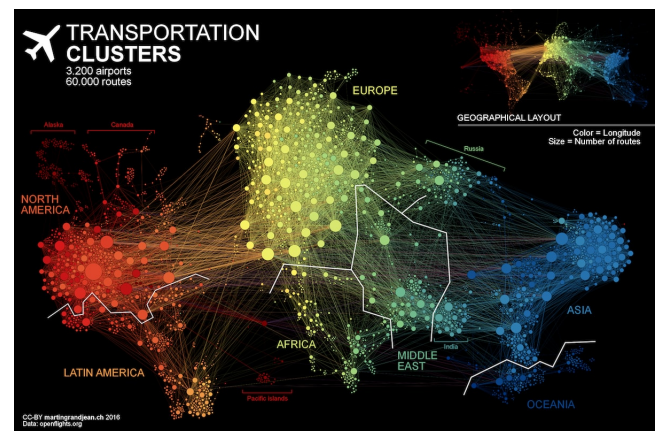 TRANSPORTATION
CLUSTERS
3.200 airports
60.000 routes
EUROPE
GEOGRAPHICAL LAYOUT
Color = Longitude
Size = Number of routes
Alaska
Canada
Russia
NORTH
AMERICA
ASIA
AFRICA
India
MIDDLE
EAST
LATIN AMERICA
Pacific Islands
OCEANIA
CC-BY martingrandjean.ch 2016
Data: openflights.org